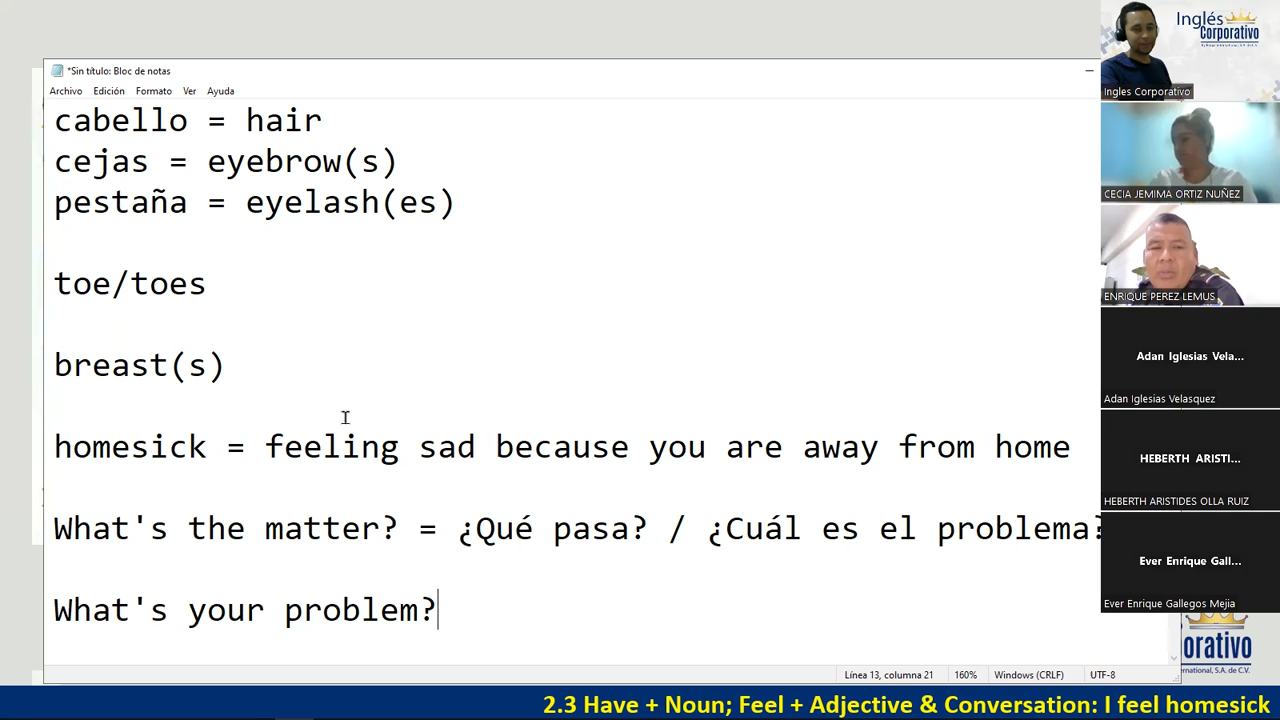 *Sin título: Bloc de notas
Archivo Edición Formato Ver Ayuda
cabello = hair
cejas = eyebrow(s)
pestaña = eyelash(es)
toe/toes
breast(s)
homesick = feeling sad because you are away from home
What's the matter? = ¿Qué pasa? / ¿Cuál es el problema?
What's your problem?
Línea 13, columna 21 160% Windows (CRLF) UTF-8
Inglés
Corporativo
Ingles Corporativo
CECIA JEMIMA ORTIZ NUÑEZ
ENRIQUE PEREZ LEMUS
Adan Iglesias Vela...
Adan Iglesias Velasquez
HEBERTH ARISTI...
HEBERTH ARISTIDES OLLA RUIZ
Ever Enrique Gall...
Ever Enrique Gallegos Mejia
orativo
ternational, S.A. de C.V.
2.3 Have + Noun; Feel + Adjective & Conversation: I feel homesick